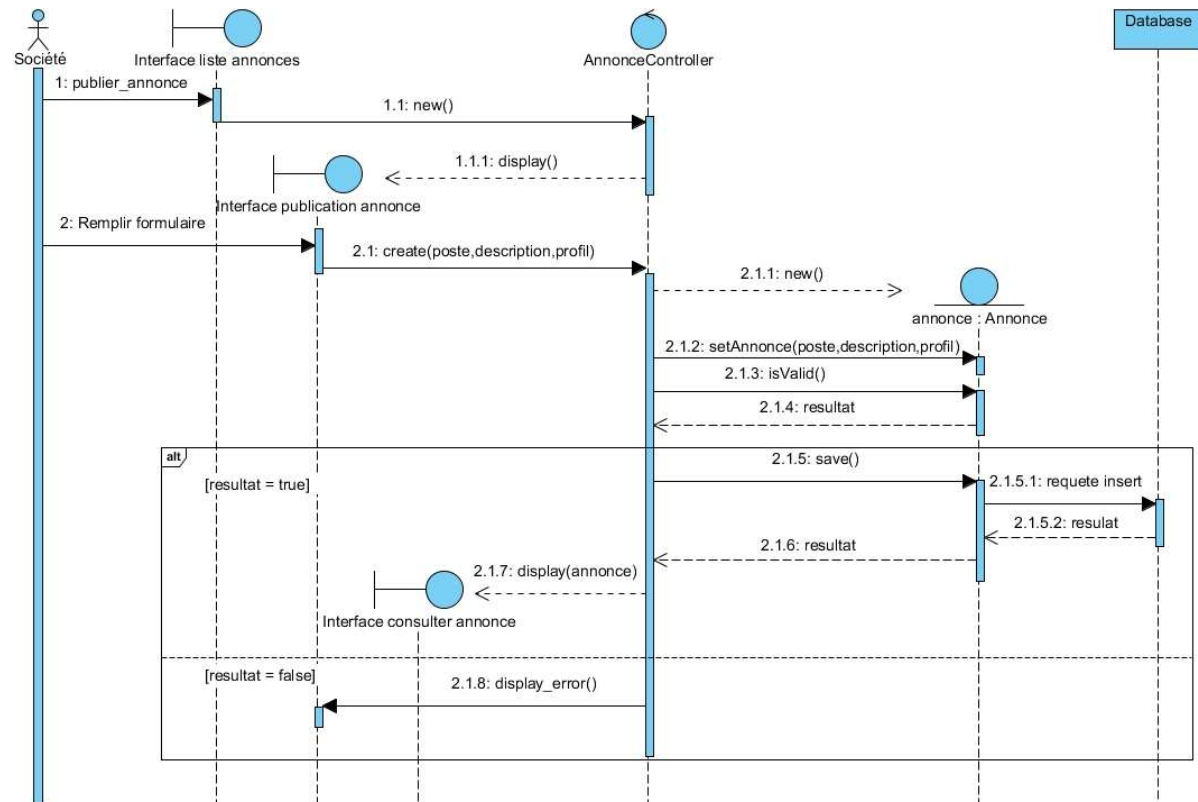 Database
Société
Interface liste annonces
AnnonceController
1: publier_annonce
1.1: new()
1.1.1: display()
Interface publication annonce
2: Remplir formulaire
2.1: create(poste,description,profil)
2.1.1: new()
annonce : Annonce
2.1.2: setAnnonce(poste,description,profil)
2.1.3: isValid()
2.1.4: resultat
alt
2.1.5: save()
[resultat = true]
2.1.5.1: requete insert
2.1.5.2: resulat
2.1.6: resultat
2.1.7: display(annonce)
Interface consulter annonce
[resultat = false]
2.1.8: display_error()